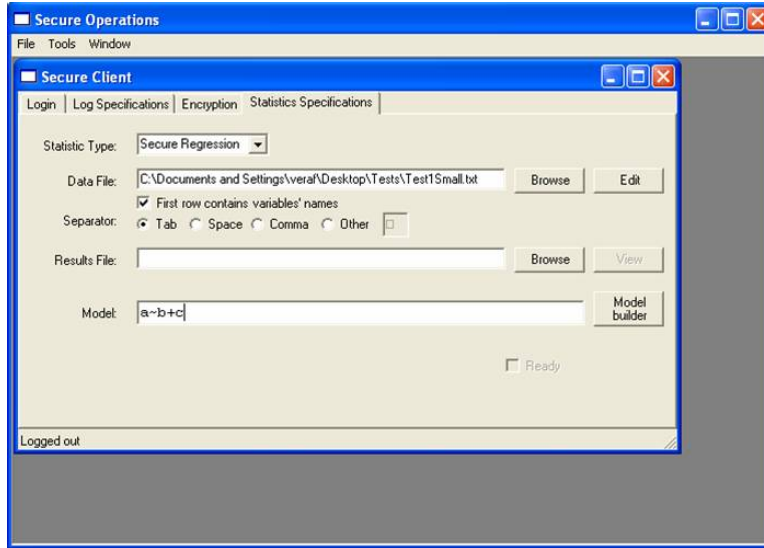 Secure Operations
File Tools Window
Secure Client
Login Log Specifications Encryption Statistics Specifications
Statistic Type: Secure Regression
Data File: C:\Documents and Settings\veraf\Desktop\Tests\Test1Small.txt Browse Edit
First row contains variables' names
Separator: Tab Space Comma Other
Results File: Browse View
Model: a~b+c Model builder
Ready
Logged out